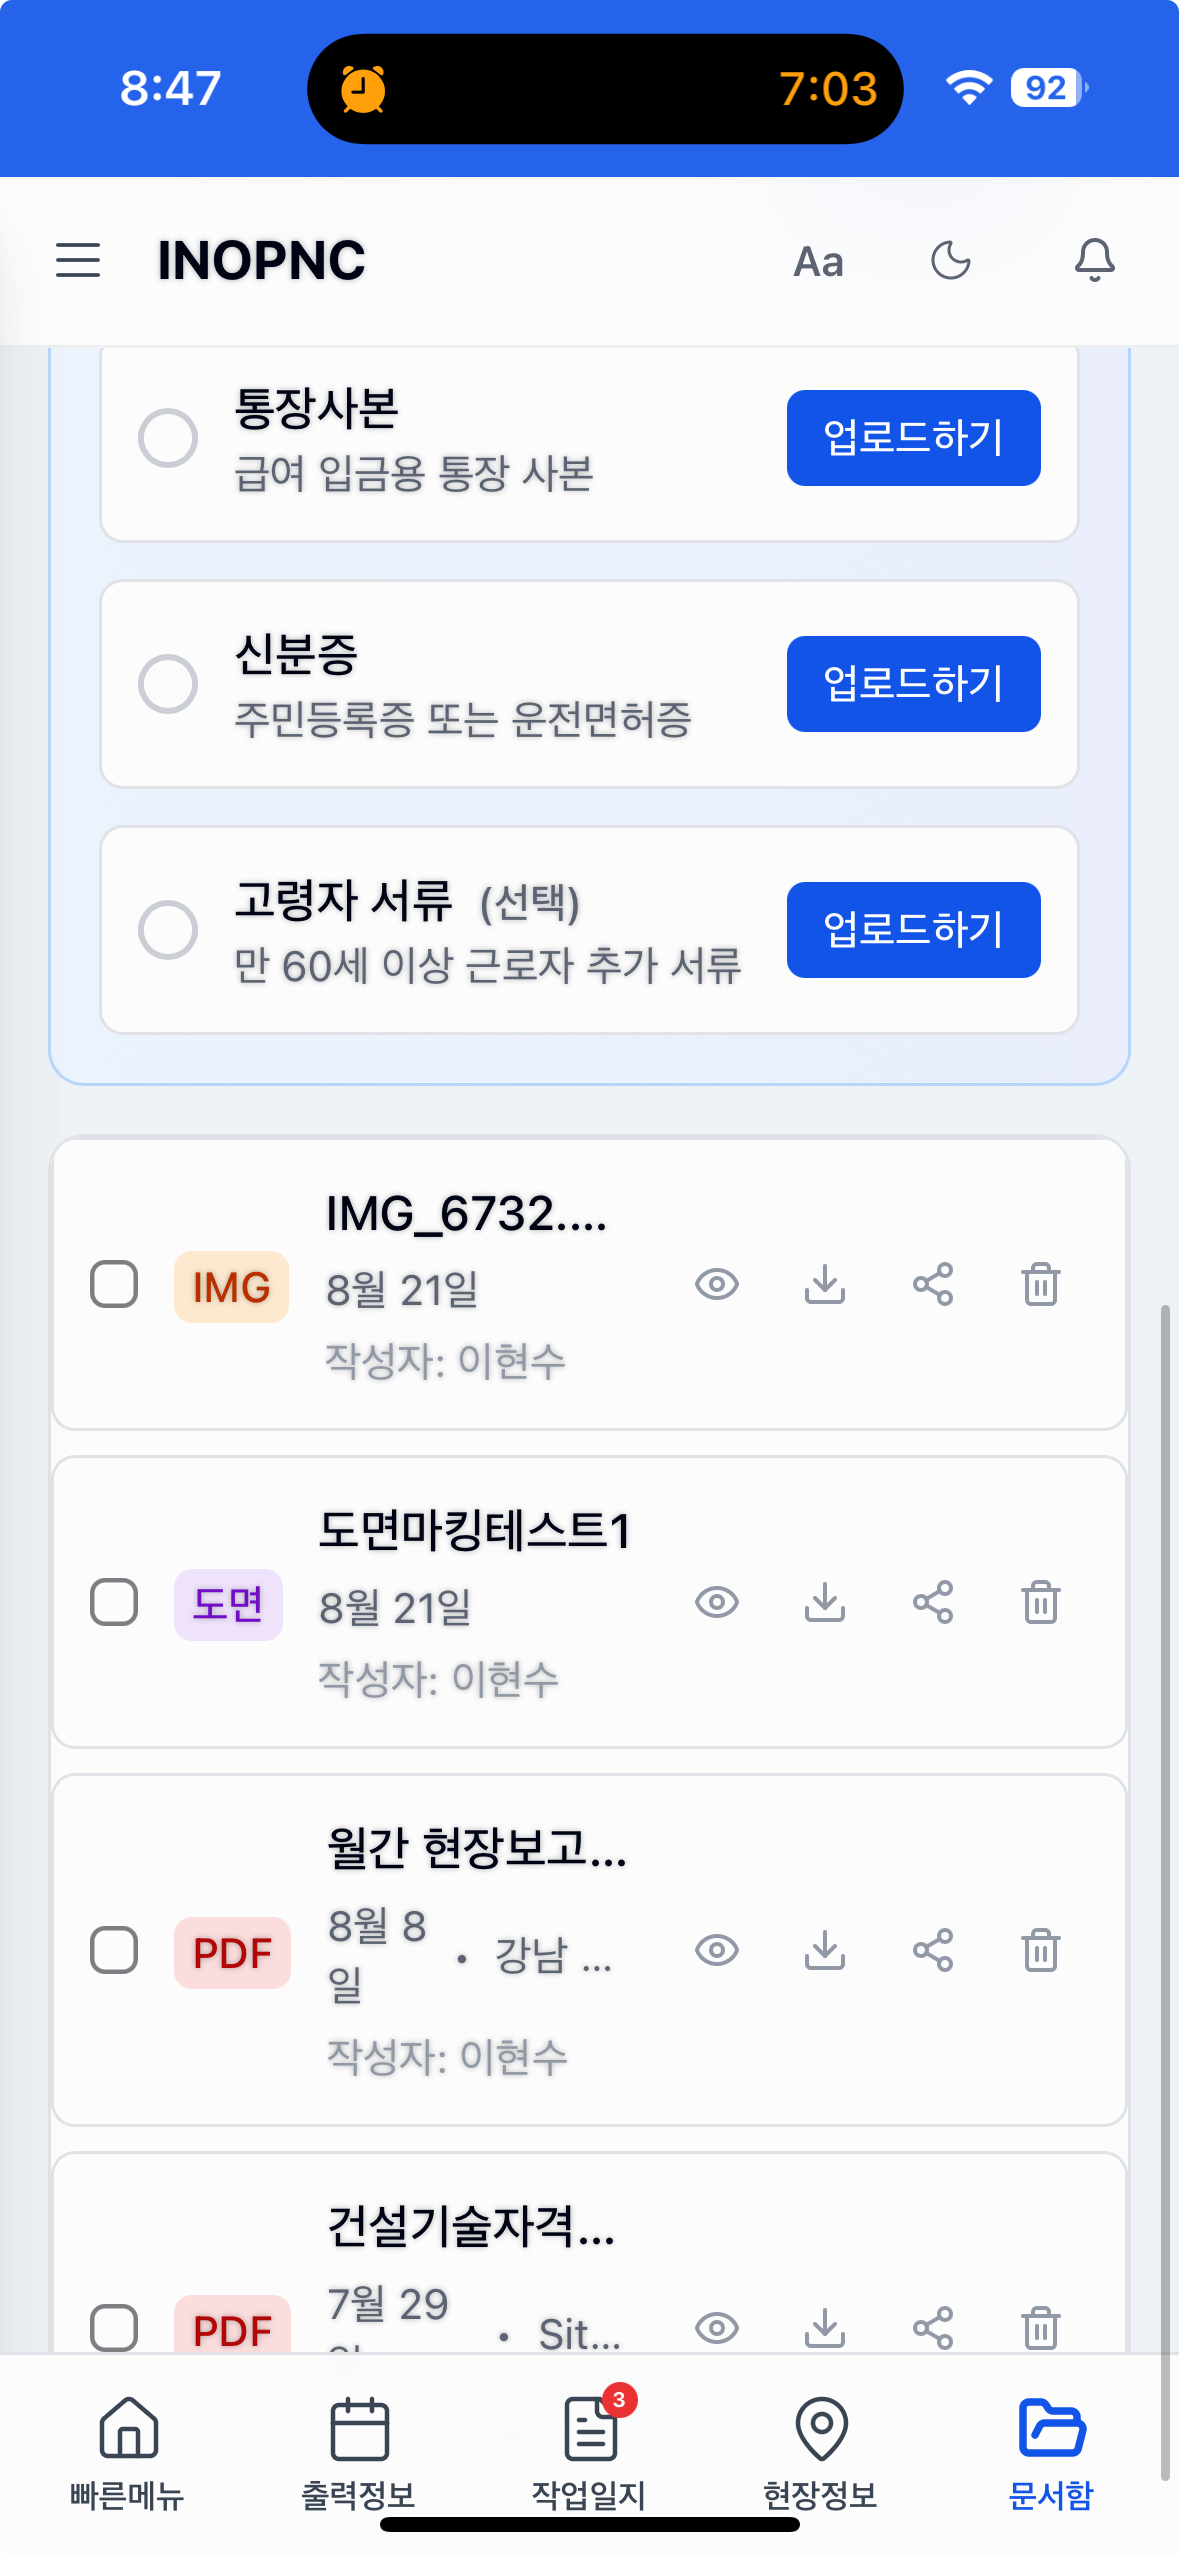 8:47
7:03
92
INOPNC
Aa
통장사본
급여 입금용 통장 사본
업로드하기
신분증
주민등록증 또는 운전면허증
업로드하기
고령자 서류 (선택)
만 60세 이상 근로자 추가 서류
업로드하기
IMG
IMG_6732....
8월 21일
작성자: 이현수
도면
도면마킹테스트1
8월 21일
작성자: 이현수
PDF
월간 현장보고...
8월 8
일
• 강남 ...
작성자: 이현수
PDF
건설기술자격...
7월 29
• Sit...
빠른메뉴
출력정보
3
작업일지
현장정보
문서함